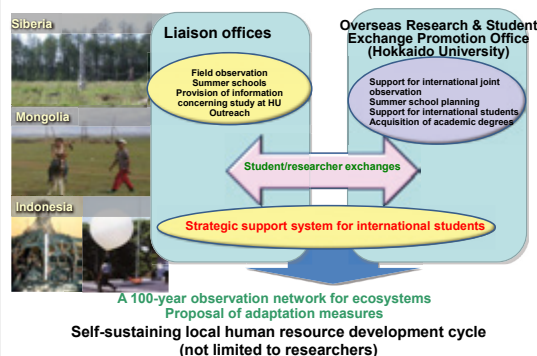 Siberia
Mongolia
Indonesia
Liaison offices
Field observation
Summer schools
Provision of information
concerning study at HU
Outreach
Overseas Research & Student
Exchange Promotion Office
(Hokkaido University)
Support for international joint
observation
Summer school planning
Support for international students
Acquisition of academic degrees
Student/researcher exchanges
Strategic support system for international students
A 100-year observation network for ecosystems
Proposal of adaptation measures
Self-sustaining local human resource development cycle
(not limited to researchers)